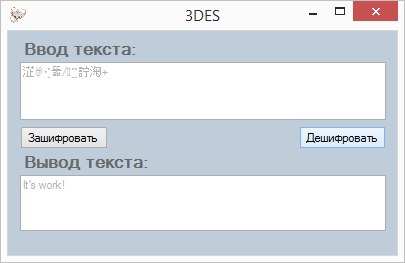 3DES
Ввод текста:
Зашифровать
Дешифровать
Вывод текста:
It's work!